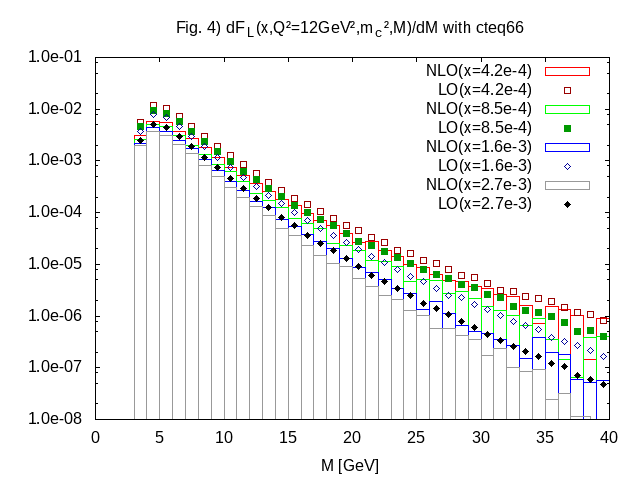 Fig. 4) dF_L(x,Q²=12GeV²,m_c²,M)/dM with cteq66
1.0e-01
1.0e-02
1.0e-03
1.0e-04
1.0e-05
1.0e-06
1.0e-07
1.0e-08
NLO(x=4.2e-4)
LO(x=4.2e-4)
NLO(x=8.5e-4)
LO(x=8.5e-4)
NLO(x=1.6e-3)
LO(x=1.6e-3)
NLO(x=2.7e-3)
LO(x=2.7e-3)
0 5 10 15 20 25 30 35 40
M [GeV]